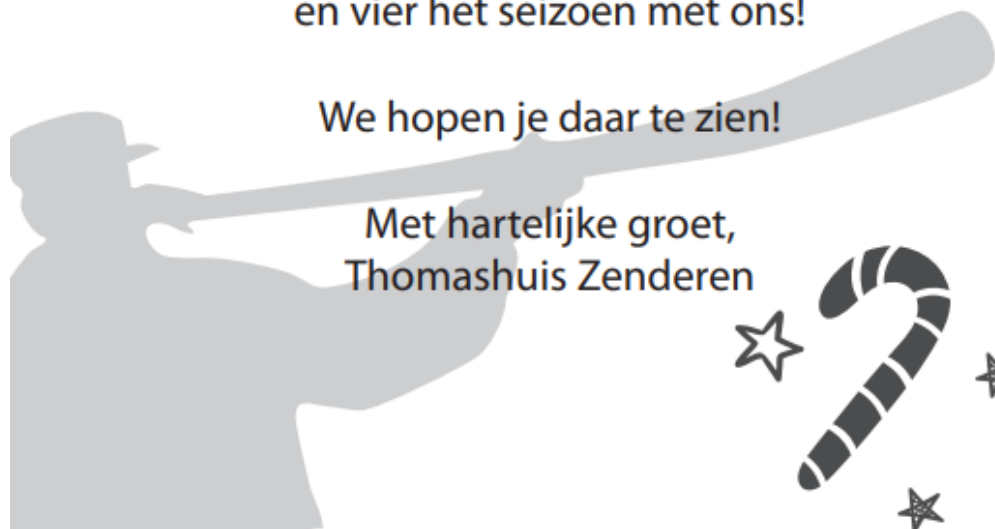 en vier het seizoen met ons!
We hopen je daar te zien!
Met hartelijke groet,
Thomashuis Zenderen